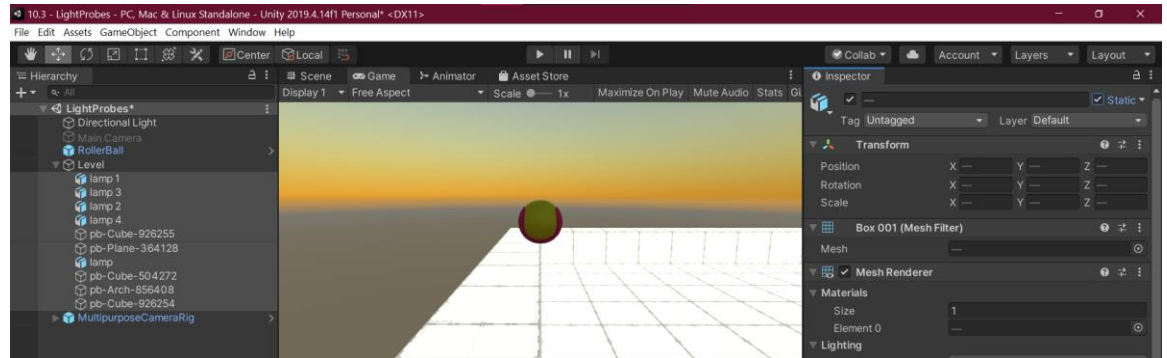 10.3 - LightProbes - PC, Mac & Linux Standalone - Unity 2019.4.14f1 Personal* <DX11>
File Edit Assets GameObject Component Window Help
Center Local Collab Account Layers Layout
Hierarchy
All
LightProbes*
Directional Light
Main Camera
RollerBall
Level
lamp 1
lamp 3
lamp 2
lamp 4
pb-Cube-926255
pb-Plane-364128
lamp
pb-Cube-504272
pb-Arch-856408
pb-Cube-926254
MultipurposeCameraRig
Scene Game Animator Asset Store
Display 1 Free Aspect Scale 1x Maximize On Play Mute Audio Stats Gi
Inspector
— Static
Tag Untagged Layer Default
Transform
Position X — Y — Z —
Rotation X — Y — Z —
Scale X — Y — Z —
Box 001 (Mesh Filter)
Mesh —
Mesh Renderer
Materials
Size 1
Element 0 —
Lighting